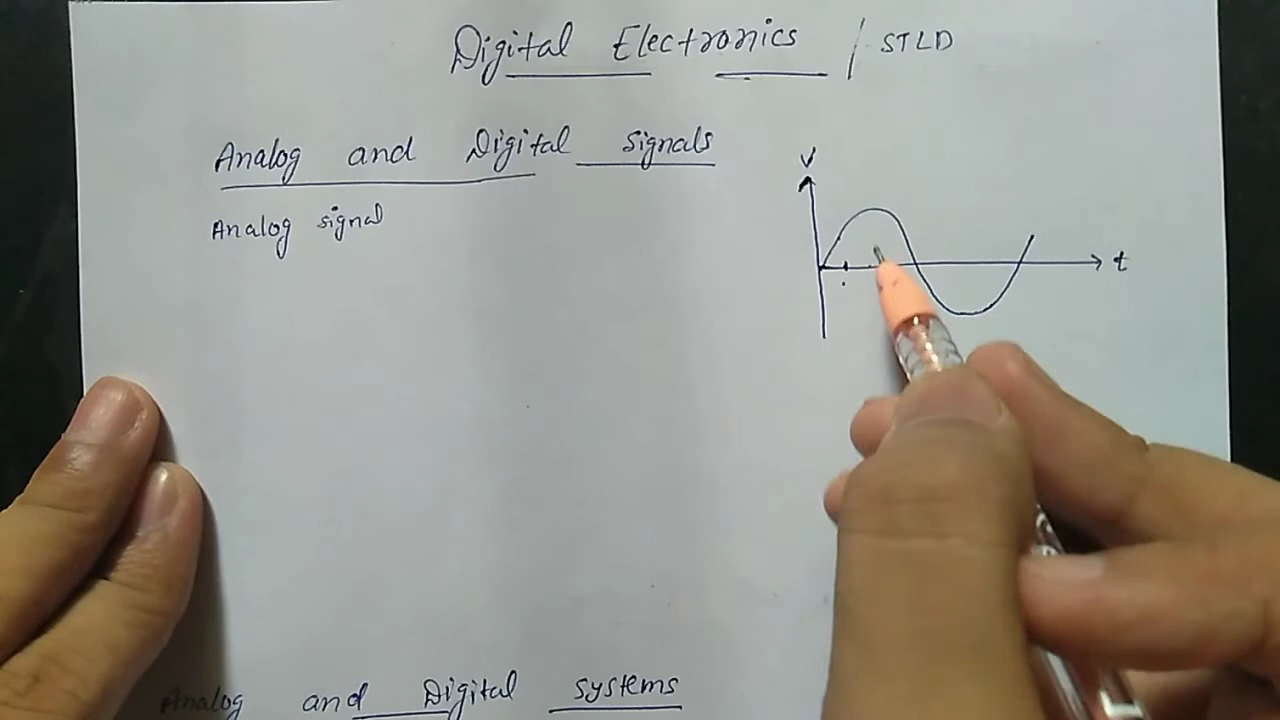 Digital Electronics / STLD
Analog and Digital signals
Analog signal
V
t
Analog and Digital systems